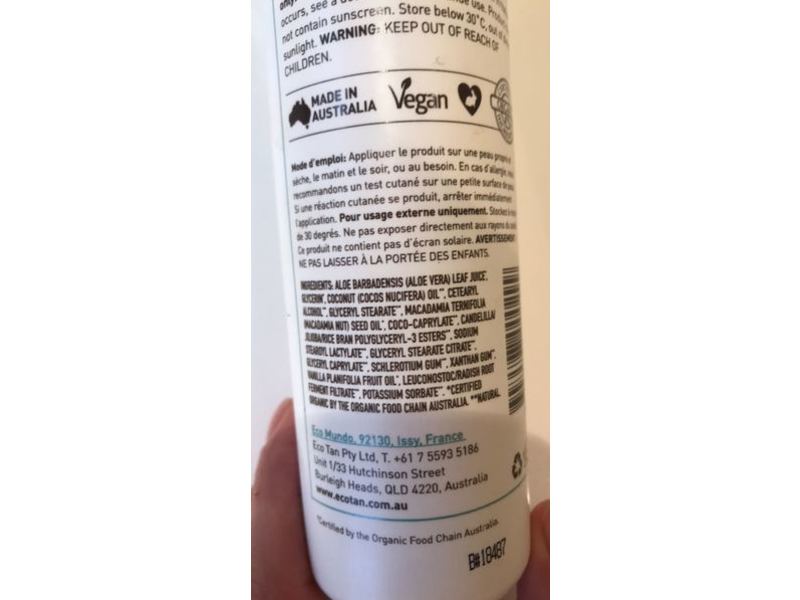 occurs, see a
use. Produ
not contain sunscreen. Store below 30°C, out of
sunlight. WARNING: KEEP OUT OF REACH OF
CHILDREN.
MADE IN
AUSTRALIA
Vegan
Mode d'emploi: Appliquer le produit sur une peau propre et
sèche, le matin et le soir, ou au besoin. En cas d'allergie,
recommandons un test cutané sur une petite surface de
Si une réaction cutanée se produit, arrêter immédiatement
l'application. Pour usage externe uniquement.
de 30 degrés. Ne pas exposer directement aux rayons du
Ce produit ne contient pas d'écran solaire. AVERTISSEMENT
NE PAS LAISSER À LA PORTÉE DES ENFANTS.
INGREDIENTS: ALOE BARBADENSIS (ALOE VERA) LEAF JUICE*,
GLYCERIN*, COCONUT (COCOS NUCIFERA) OIL**, CETEARYL
ALCOHOL**, GLYCERYL STEARATE**, MACADAMIA TERNIFOLIA
(MACADAMIA NUT) SEED OIL*, COCO-CAPRYLATE**, CANDELILLA/
JOJOBA/RICE BRAN POLYGLYCERYL-3 ESTERS**, SODIUM
STEAROYL LACTYLATE**, GLYCERYL STEARATE CITRATE**,
GLYCERYL CAPRYLATE**, SCHLEROTIUM GUM**, XANTHAN GUM**,
VANILLA PLANIFOLIA FRUIT OIL*, LEUCONOSTOC/RADISH ROOT
FERMENT FILTRATE**, POTASSIUM SORBATE**. *CERTIFIED
ORGANIC BY THE ORGANIC FOOD CHAIN AUSTRALIA. **NATURAL
Eco Mundo, 92130, Issy, France
Eco Tan Pty Ltd, T. +61 7 5593 5186
Unit 1/33 Hutchinson Street
Burleigh Heads, QLD 4220, Australia
www.ecotan.com.au
*Certified by the Organic Food Chain Australia.
B#18487